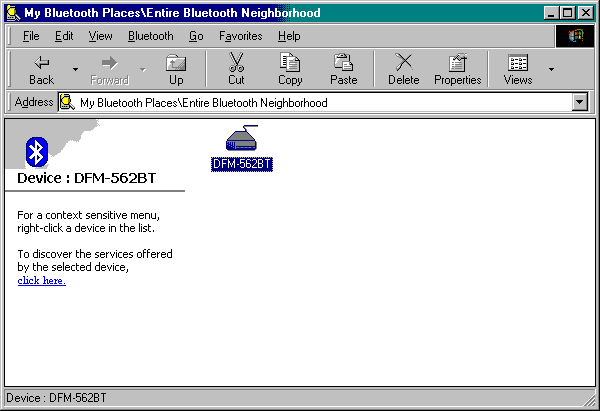 My Bluetooth Places\Entire Bluetooth Neighborhood
File Edit View Bluetooth Go Favorites Help
Back Forward Up Cut Copy Paste Delete Properties Views
Address My Bluetooth Places\Entire Bluetooth Neighborhood
DFM-562BT
Device : DFM-562BT
For a context sensitive menu,
right-click a device in the list.
To discover the services offered
by the selected device,
click here.
Device : DFM-562BT